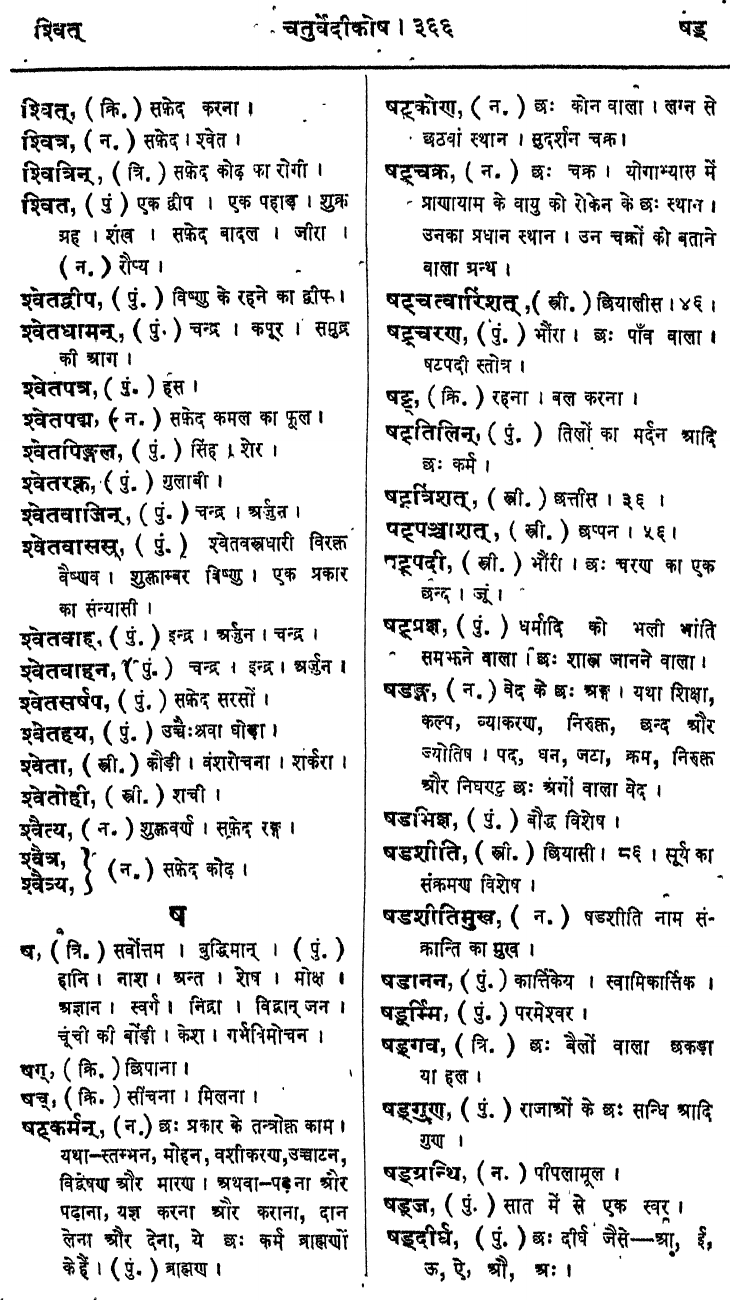 श्वित्
चतुर्वेदीकोष । ३६६
षड्
श्वित्, ( क्रि. ) सफ़ेद करना ।
श्वित्र, ( न. ) सफ़ेद । श्वेत ।
श्वित्रिन्, ( त्रि. ) सफ़ेद कोढ़ का रोगी ।
श्वित, ( पुं ) एक द्वीप । एक पहाड़ । शुक्र
ग्रह । शंख । सफ़ेद बादल । जीरा ।
( न. ) रौप्य ।
श्वेतद्वीप, ( पुं. ) विष्णु के रहने का द्वीप ।
श्वेतधामन्, ( पुं. ) चन्द्र । कपूर । समुद्र
की झाग ।
श्वेतपत्र, ( पुं. ) हंस ।
श्वेतपद्म, ( न. ) सफ़ेद कमल का फूल ।
श्वेतपिङ्गल, ( पुं. ) सिंह । शेर ।
श्वेतरक्त, ( पुं. ) गुलाबी ।
श्वेतवाजिन्, ( पुं. ) चन्द्र । अर्जुन ।
श्वेतवासस्, ( पुं. ) श्वेतवस्त्रधारी विरक्त
वैष्णव । शुक्लाम्बर विष्णु । एक प्रकार
का संन्यासी ।
श्वेतवाह्, ( पुं. ) इन्द्र । अर्जुन । चन्द्र ।
श्वेतवाहन, ( पुं. ) चन्द्र । इन्द्र । अर्जुन ।
श्वेतसर्षप, ( पुं. ) सफ़ेद सरसों ।
श्वेतहय, ( पुं. ) उच्चैःश्रवा घोड़ा ।
श्वेता, ( स्त्री. ) कौड़ी । वंशरोचना । शर्करा ।
श्वेतोही, ( स्त्री. ) शची ।
श्वैत्य, ( न. ) शुक्लवर्ण । सफ़ेद रङ्ग ।
श्वैत्र,
श्वैत्र्य, } ( न. ) सफ़ेद कोढ़ ।
ष
ष, ( त्रि. ) सर्वोत्तम । बुद्धिमान् । ( पुं. )
हानि । नाश । अन्त । शेष । मोक्ष ।
अज्ञान । स्वर्ग । निद्रा । विद्वान् जन ।
चूंची की बोंड़ी । केश । गर्भविमोचन ।
षग्, ( क्रि. ) छिपाना ।
षच्, ( क्रि. ) सींचना । मिलना ।
षट्कर्मन्, ( न. ) छः प्रकार के तन्त्रोक्त काम ।
यथा–स्तम्भन, मोहन, वशीकरण, उच्चाटन,
विद्वेषण और मारण । अथवा–पढ़ना और
पढ़ाना, यज्ञ करना और कराना, दान
लेना और देना, ये छः कर्म ब्राह्मणों
के हैं । ( पुं. ) ब्राह्मण ।
षट्कोण, ( न. ) छः कोन वाला । लग्न से
छठवां स्थान । सुदर्शन चक्र ।
षट्चक्र, ( न. ) छः चक्र । योगाभ्यास में
प्राणायाम के वायु को रोकेन के छः स्थान ।
उनका प्रधान स्थान । उन चक्रों की बताने
वाला ग्रन्थ ।
षट्चत्वारिंशत्, ( स्त्री. ) छियालीस । ४६ ।
षट्चरण, ( पुं. ) भौंरा । छः पाँव वाला ।
षटपदी स्तोत्र ।
षट्ट्, ( क्रि. ) रहना । बल करना ।
षट्तिलिन्, ( पुं. ) तिलों का मर्दन आदि
छः कर्म ।
षट्त्रिंशत्, ( स्त्री. ) छत्तीस । ३६ ।
षट्पञ्चाशत्, ( स्त्री. ) छप्पन । ५६ ।
षट्पदी, ( स्त्री. ) भौंरी । छः चरण का एक
छन्द । जूं ।
षट्प्रज्ञ, ( पुं. ) धर्मादि को भली भांति
समझने वाला । छः शास्त्र जानने वाला ।
षडङ्ग, ( न. ) वेद के छः अङ्ग । यथा शिक्षा,
कल्प, व्याकरण, निरुक्त, छन्द और
ज्योतिष । पद, धन, जटा, क्रम, निरुक्त
और निघण्टु छः अंगों वाला वेद ।
षडभिज्ञ, ( पुं. ) बौद्ध विशेष ।
षडशीति, ( स्त्री. ) छियासी । ८६ । सूर्य का
संक्रमण विशेष ।
षडशीतिमुख, ( न. ) षडशीति नाम सं-
क्रान्ति का मुख ।
षडानन, ( पुं. ) कार्त्तिकेय । स्वामिकार्त्तिक ।
षडूर्म्मि, ( पुं. ) परमेश्वर ।
षड्गव, ( त्रि. ) छः बैलों वाला छकड़ा
या हल ।
षड्गुण, ( पुं. ) राजाओं के छः सन्धि आदि
गुण ।
षड्ग्रन्थि, ( न. ) पीपलामूल ।
षड्ज, ( पुं. ) सात में से एक स्वर ।
षड्दीर्घ, ( पुं. ) छः दीर्घ जैसे—आ, ई,
ऊ, ऐ, औ, अः ।